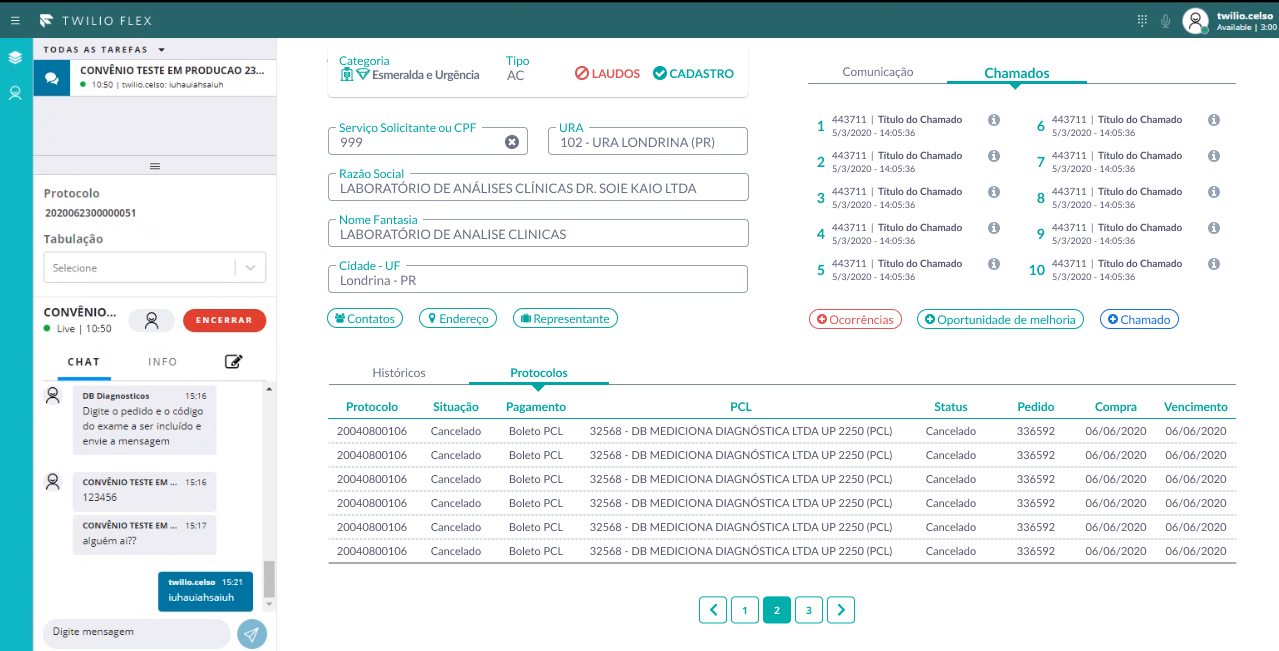 TWILIO FLEX
twilio.celso
Available | 3:00
TODAS AS TAREFAS
CONVÊNIO TESTE EM PRODUCAO 23...
10:50 | twilio.celso: iuhauiahsaiuh
Protocolo
2020062300000051
Tabulação
Selecione
CONVÊNIO...
Live | 10:50
ENCERRAR
CHAT
INFO
DB Diagnosticos 15:16
Digite o pedido e o código
do exame a ser incluído e
envie a mensagem
CONVÊNIO TESTE EM ... 15:16
123456
CONVÊNIO TESTE EM ... 15:17
alguém ai??
twilio.celso 15:21
iuhauiahsaiuh
Digite mensagem
Categoria
Esmeralda e Urgência
Tipo
AC
LAUDOS
CADASTRO
Serviço Solicitante ou CPF
999
URA
102 - URA LONDRINA (PR)
Razão Social
LABORATÓRIO DE ANÁLISES CLÍNICAS DR. SOIE KAIO LTDA
Nome Fantasia
LABORATÓRIO DE ANALISE CLINICAS
Cidade - UF
Londrina - PR
Contatos
Endereço
Representante
Comunicação
Chamados
1 443711 | Título do Chamado
5/3/2020 - 14:05:36
2 443711 | Título do Chamado
5/3/2020 - 14:05:36
3 443711 | Título do Chamado
5/3/2020 - 14:05:36
4 443711 | Título do Chamado
5/3/2020 - 14:05:36
5 443711 | Título do Chamado
5/3/2020 - 14:05:36
6 443711 | Título do Chamado
5/3/2020 - 14:05:36
7 443711 | Título do Chamado
5/3/2020 - 14:05:36
8 443711 | Título do Chamado
5/3/2020 - 14:05:36
9 443711 | Título do Chamado
5/3/2020 - 14:05:36
10 443711 | Título do Chamado
5/3/2020 - 14:05:36
Ocorrências
Oportunidade de melhoria
Chamado
Históricos
Protocolos
Protocolo Situação Pagamento PCL Status Pedido Compra Vencimento
20040800106 Cancelado Boleto PCL 32568 - DB MEDICIONA DIAGNÓSTICA LTDA UP 2250 (PCL) Cancelado 336592 06/06/2020 06/06/2020
20040800106 Cancelado Boleto PCL 32568 - DB MEDICIONA DIAGNÓSTICA LTDA UP 2250 (PCL) Cancelado 336592 06/06/2020 06/06/2020
20040800106 Cancelado Boleto PCL 32568 - DB MEDICIONA DIAGNÓSTICA LTDA UP 2250 (PCL) Cancelado 336592 06/06/2020 06/06/2020
20040800106 Cancelado Boleto PCL 32568 - DB MEDICIONA DIAGNÓSTICA LTDA UP 2250 (PCL) Cancelado 336592 06/06/2020 06/06/2020
20040800106 Cancelado Boleto PCL 32568 - DB MEDICIONA DIAGNÓSTICA LTDA UP 2250 (PCL) Cancelado 336592 06/06/2020 06/06/2020
20040800106 Cancelado Boleto PCL 32568 - DB MEDICIONA DIAGNÓSTICA LTDA UP 2250 (PCL) Cancelado 336592 06/06/2020 06/06/2020
1 2 3